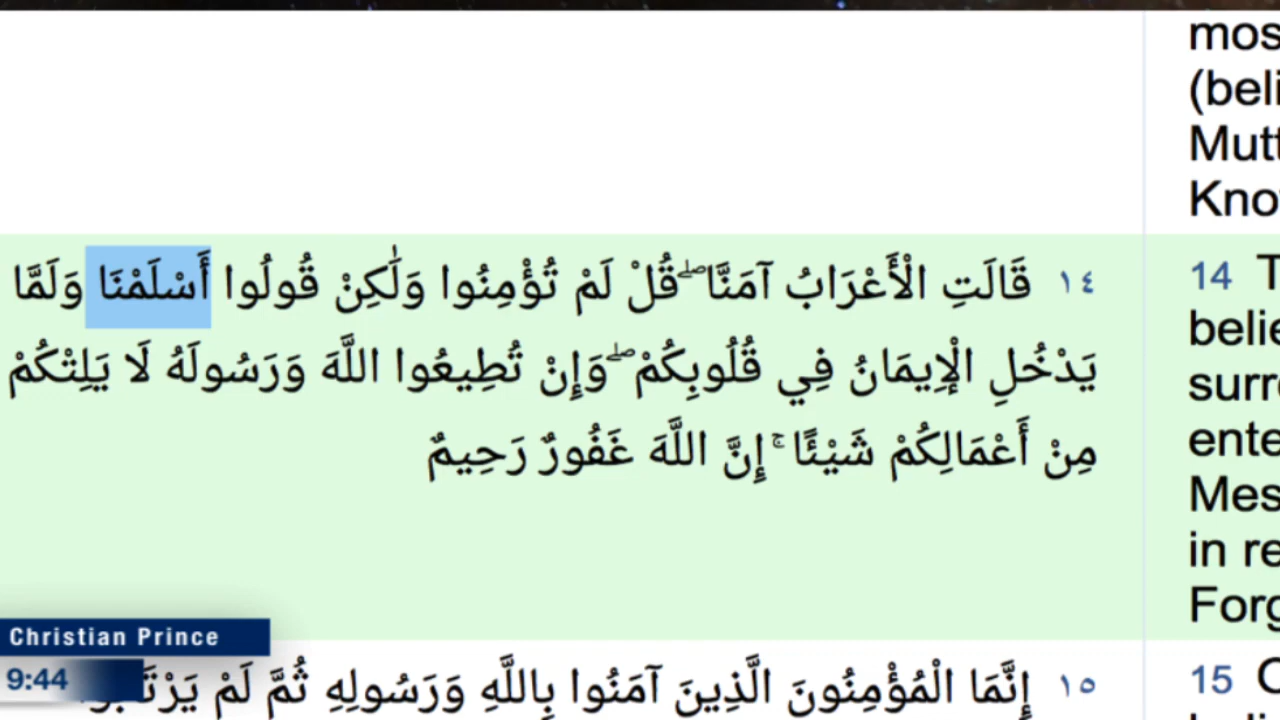 mos
(beli
Mutt
Kno
١٤ قَالَتِ الْأَعْرَابُ آمَنَّا ۖ قُلْ لَمْ تُؤْمِنُوا وَلَٰكِنْ قُولُوا أَسْلَمْنَا وَلَمَّا
يَدْخُلِ الْإِيمَانُ فِي قُلُوبِكُمْ ۖ وَإِنْ تُطِيعُوا اللَّهَ وَرَسُولَهُ لَا يَلِتْكُمْ
مِنْ أَعْمَالِكُمْ شَيْئًا ۚ إِنَّ اللَّهَ غَفُورٌ رَحِيمٌ
14 T
belie
surre
ente
Mes
in re
Forg
١٥ إِنَّمَا الْمُؤْمِنُونَ الَّذِينَ آمَنُوا بِاللَّهِ وَرَسُولِهِ ثُمَّ لَمْ
15
Christian Prince
9:44